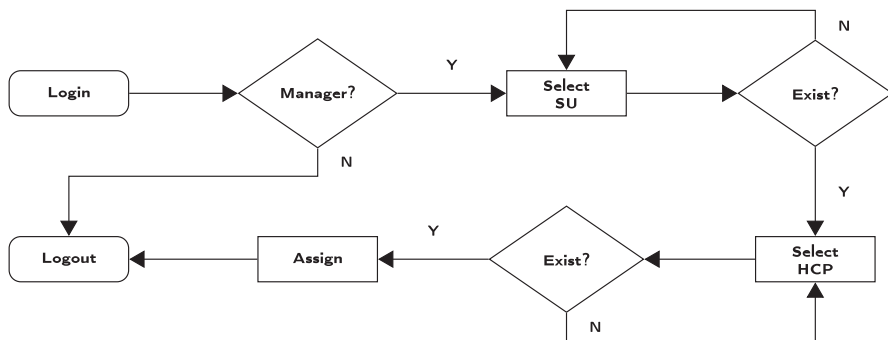 N
Login
Manager?
Y
Select
SU
Exist?
N
Y
Logout
Assign
Y
Exist?
Select
HCP
N